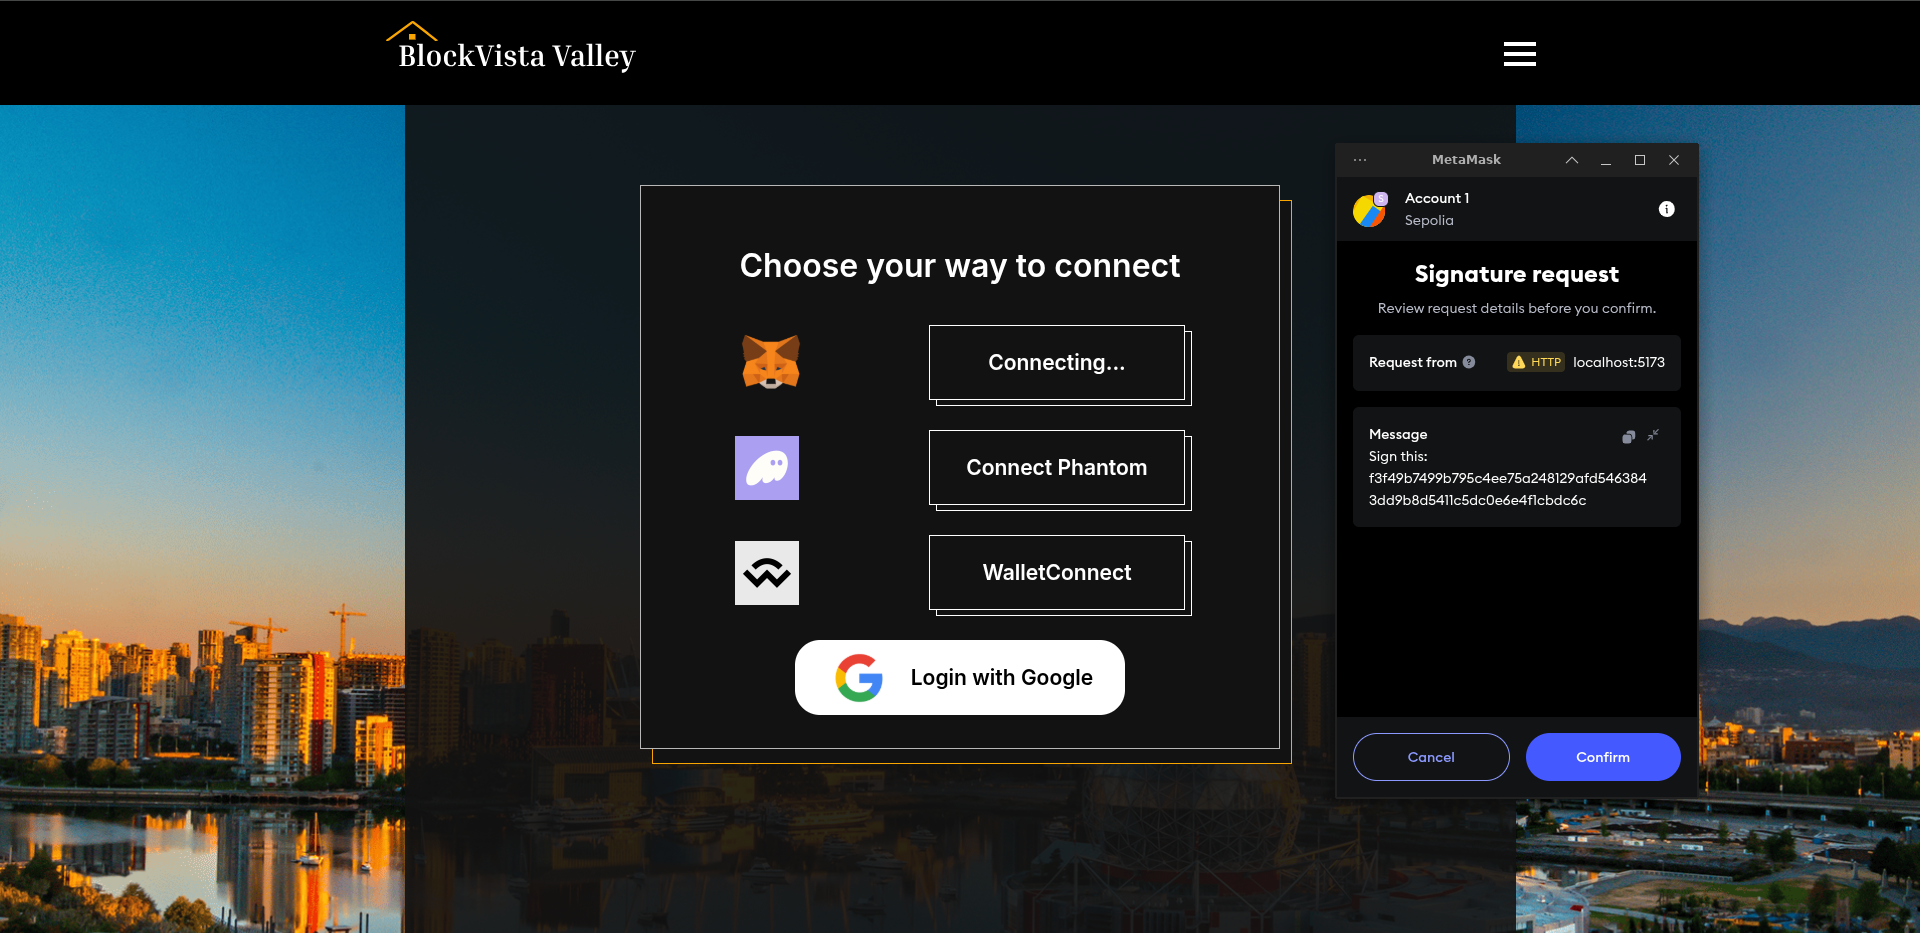 BlockVista Valley
Choose your way to connect
Connecting...
Connect Phantom
WalletConnect
Login with Google
MetaMask
S
Account 1
Sepolia
Signature request
Review request details before you confirm.
Request from ? HTTP localhost:5173
Message
Sign this:
f3f49b7499b795c4ee75a248129afd546384
3dd9b8d5411c5dc0e6e4f1cbdc6c
Cancel Confirm